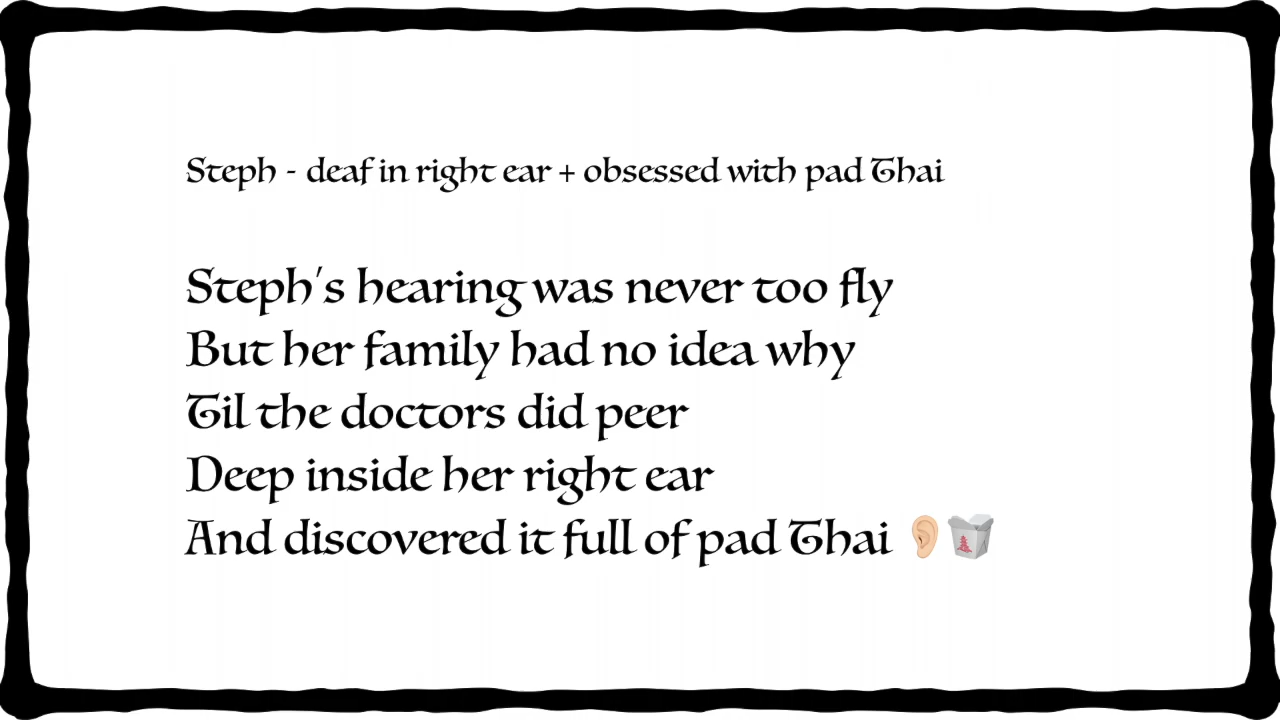 Steph - deaf in right ear + obsessed with pad Thai
Steph's hearing was never too fly
But her family had no idea why
Til the doctors did peer
Deep inside her right ear
And discovered it full of pad Thai 👂🏼🥡